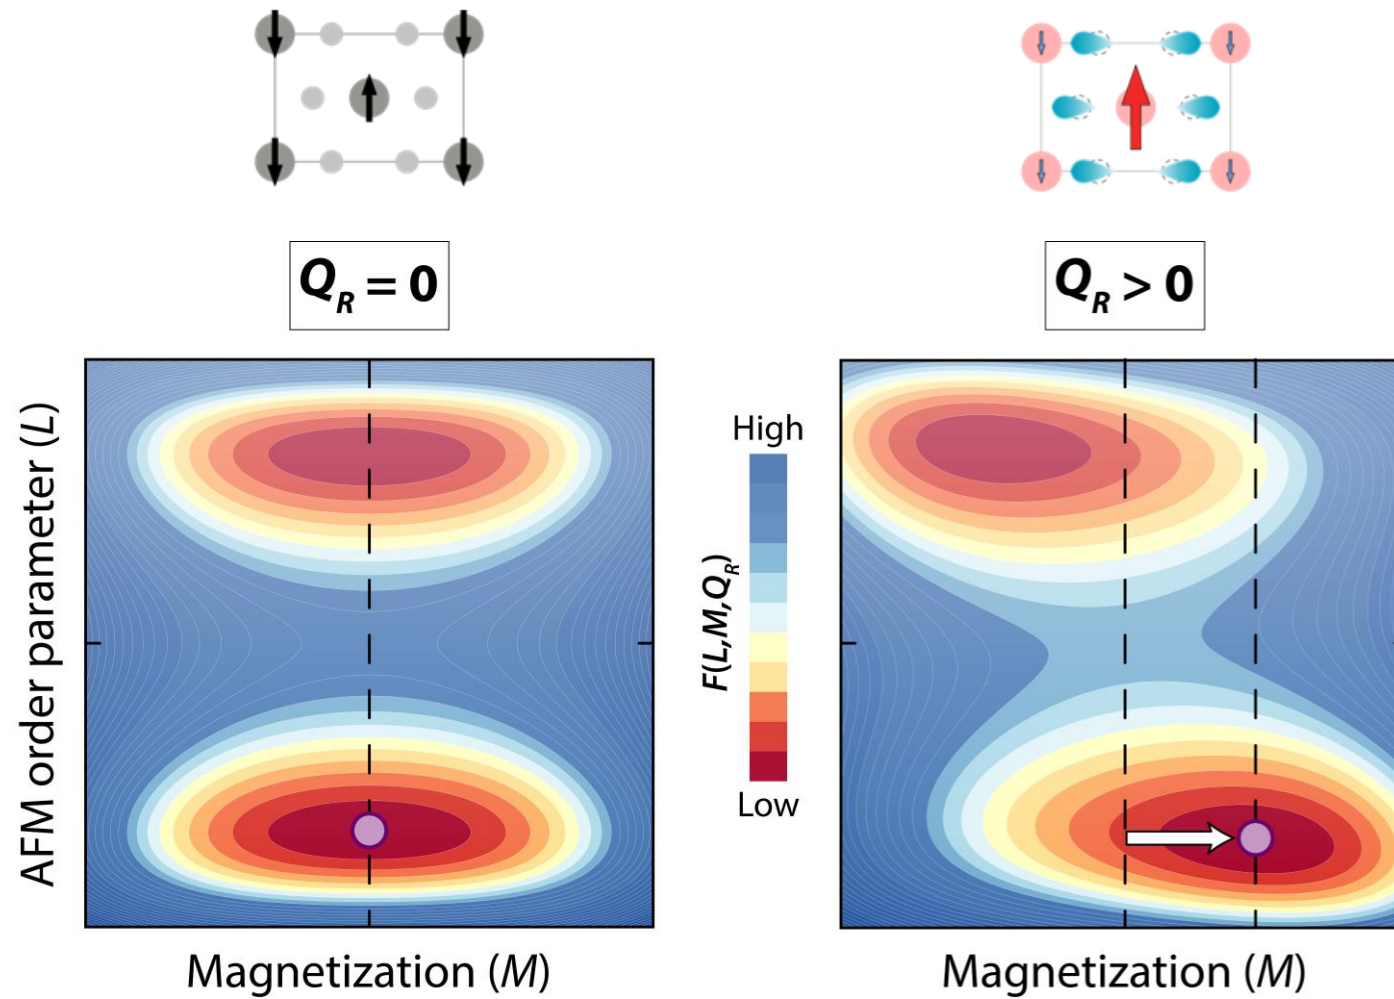 Q_R = 0
Q_R > 0
AFM order parameter (L)
High
F(L,M,Q_R)
Low
Magnetization (M)
Magnetization (M)